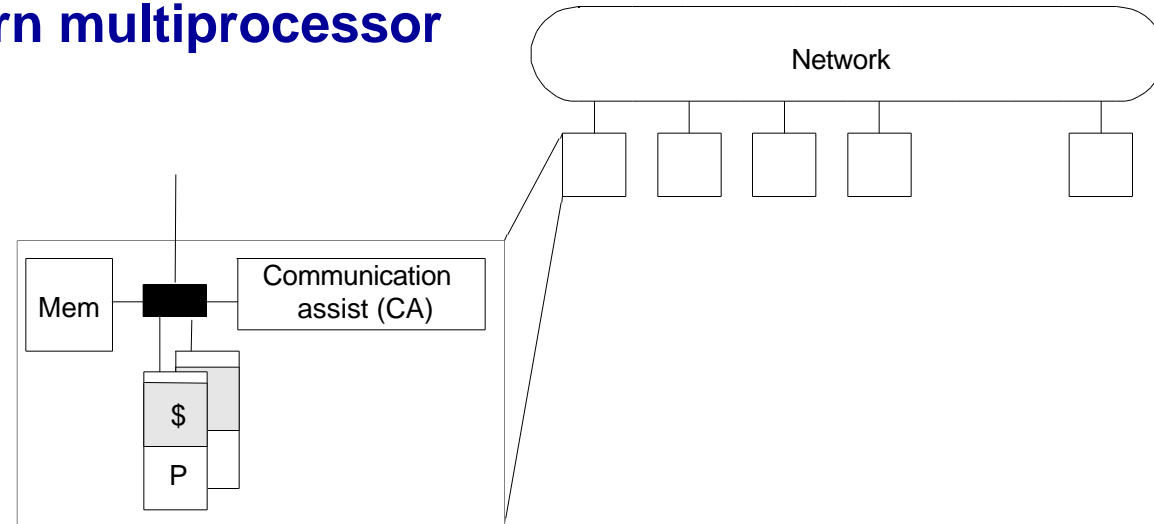 rn multiprocessor
Network
Communication
assist (CA)
Mem
$
P